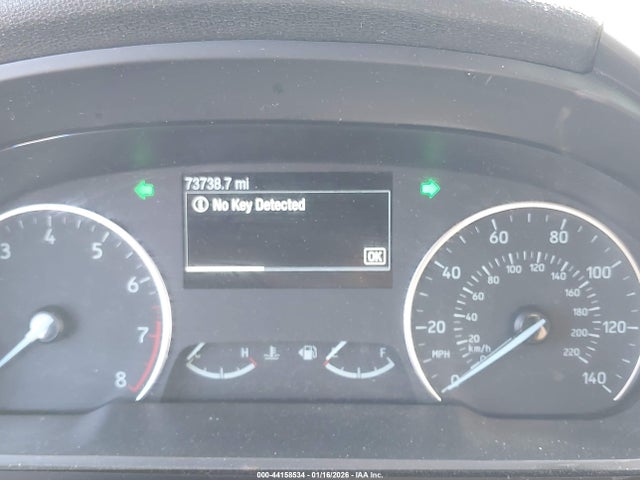 73738.7 mi
No Key Detected
OK
3 4 5 6 7 8
H
F
MPH
0 20 40 60 80 100 120 140
km/h
20 40 60 80 100 120 140 160 180 200 220
000-44158534 - 01/16/2026 - IAA Inc.